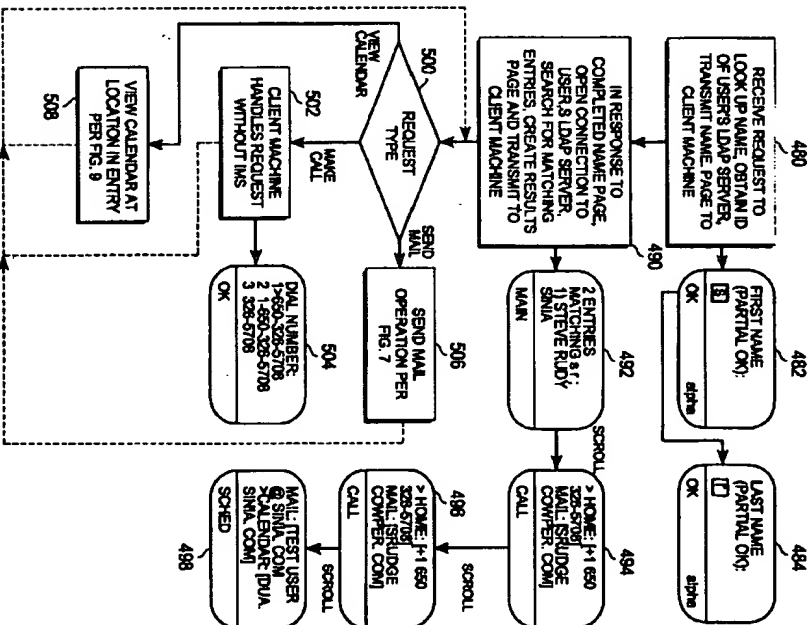 480
RECEIVE REQUEST TO
LOOK UP NAME, OBTAIN ID
OF USER'S LDAP SERVER,
TRANSMIT NAME. PAGE TO
CLIENT MACHINE
482
FIRST NAME
(PARTIAL OK):
S
OK alpha
484
LAST NAME
(PARTIAL OK):
r
OK alpha
490
IN RESPONSE TO
COMPLETED NAME PAGE,
OPEN CONNECTION TO
USER,S LDAP SERVER,
SEARCH FOR MATCHING
ENTRIES, CREATE RESULTS
PAGE AND TRANSMIT TO
CLIENT MACHINE
492
2 ENTRIES
MATCHING s r ;
1) STEVE RUDY
SINIA
MAIN
SCROLL
494
> HOME: [+1 650
328-5708]
MAIL: [SRUDGE
COWPER. COM]
CALL
SCROLL
500
REQUEST
TYPE
VIEW
CALENDAR
MAKE
CALL
SEND
MAIL
506
SEND MAIL
OPERATION PER
FIG. 7
496
> HOME: [+1 650
328-5708]
MAIL: [SRUDGE
COWPER. COM]
CALL
SCROLL
502
CLIENT MACHINE
HANDLES REQUEST
WITHOUT IMS
504
DIAL NUMBER:
1>650-328-5708
2 1-650-328-5708
3 328-5708
OK
498
MAIL: [TEST USER
@ SINIA. COM
>CALENDAR: [DUA.
SINIA. COM]
SCHED
508
VIEW CALENDAR AT
LOCATION IN ENTRY
PER FIG. 9